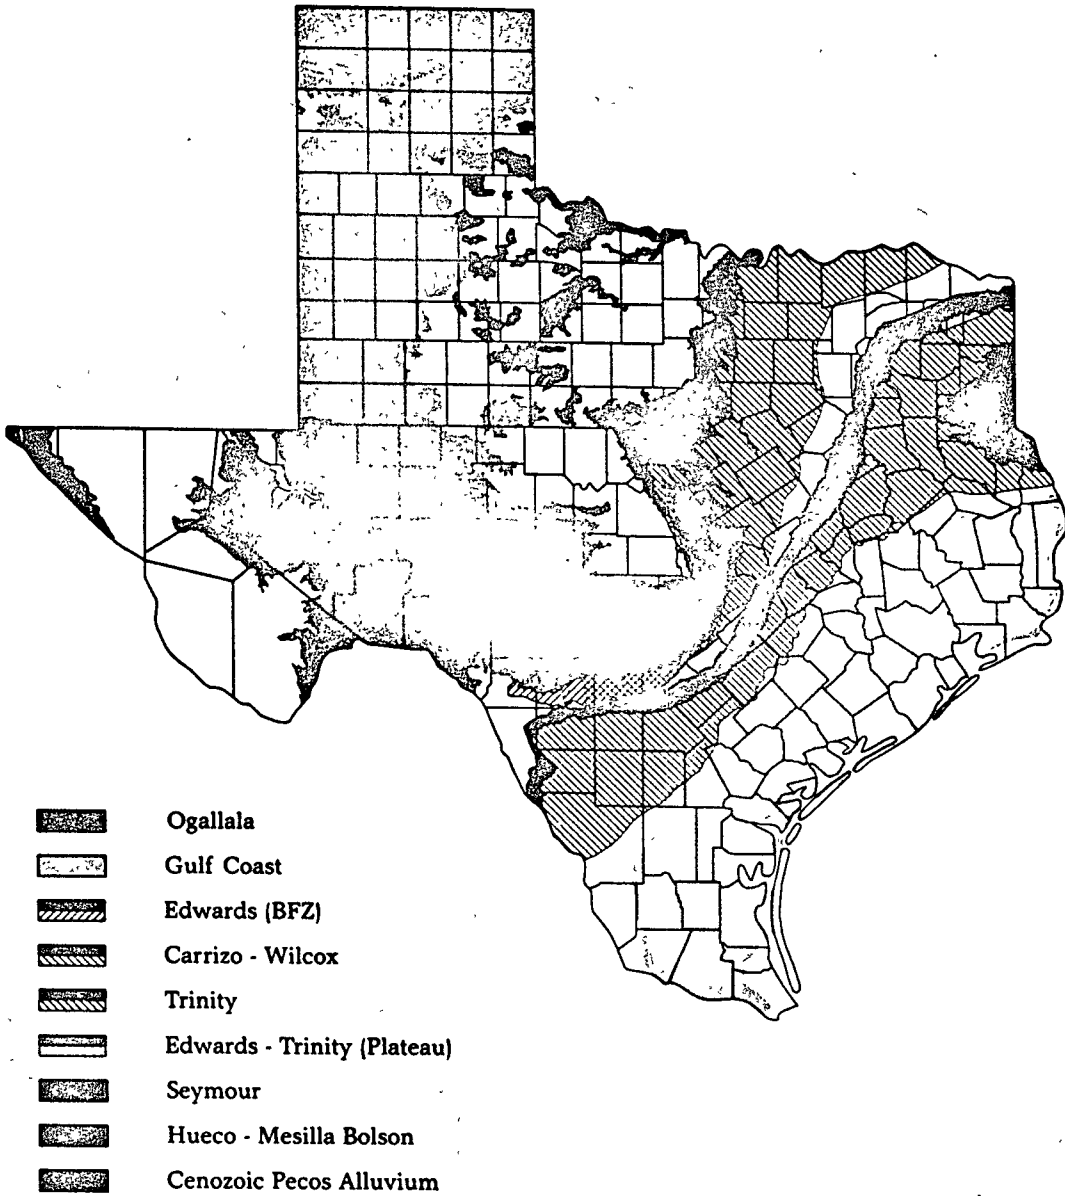 Ogallala
Gulf Coast
Edwards (BFZ)
Carrizo - Wilcox
Trinity
Edwards - Trinity (Plateau)
Seymour
Hueco - Mesilla Bolson
Cenozoic Pecos Alluvium